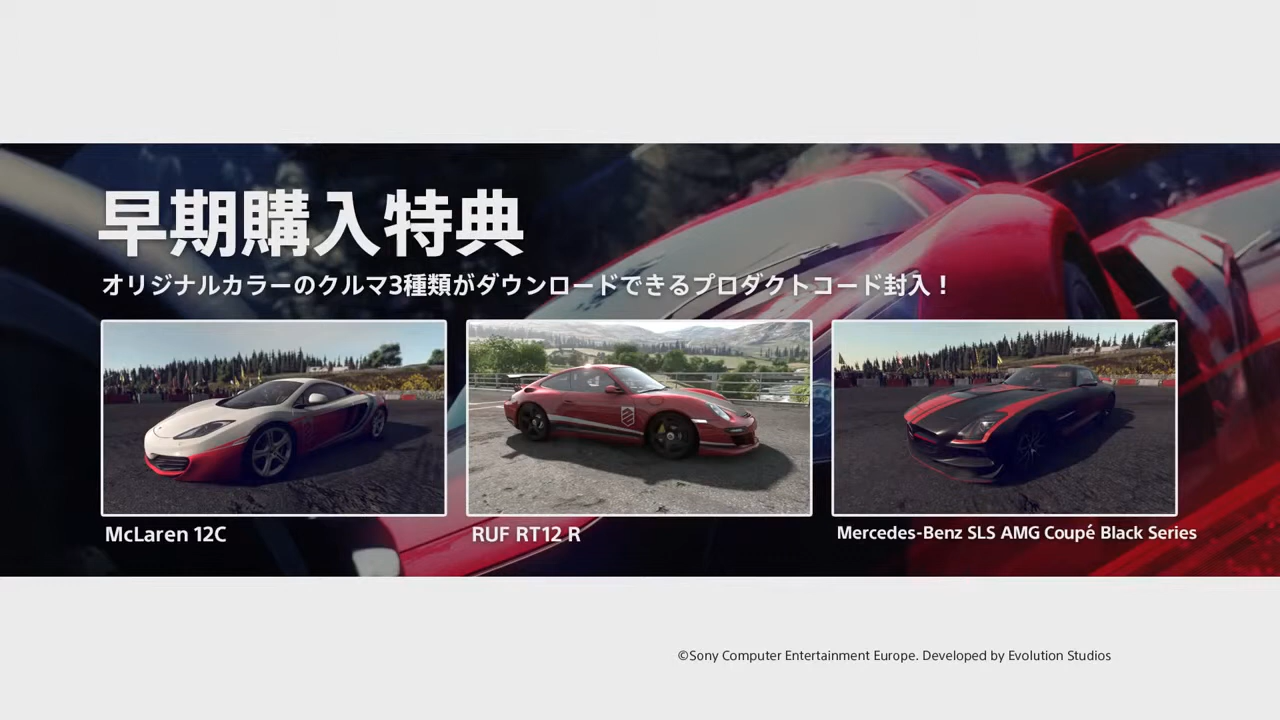 早期購入特典
オリジナルカラーのクルマ3種類がダウンロードできるプロダクトコード封入！
McLaren 12C
RUF RT12 R
Mercedes-Benz SLS AMG Coupé Black Series
©Sony Computer Entertainment Europe. Developed by Evolution Studios